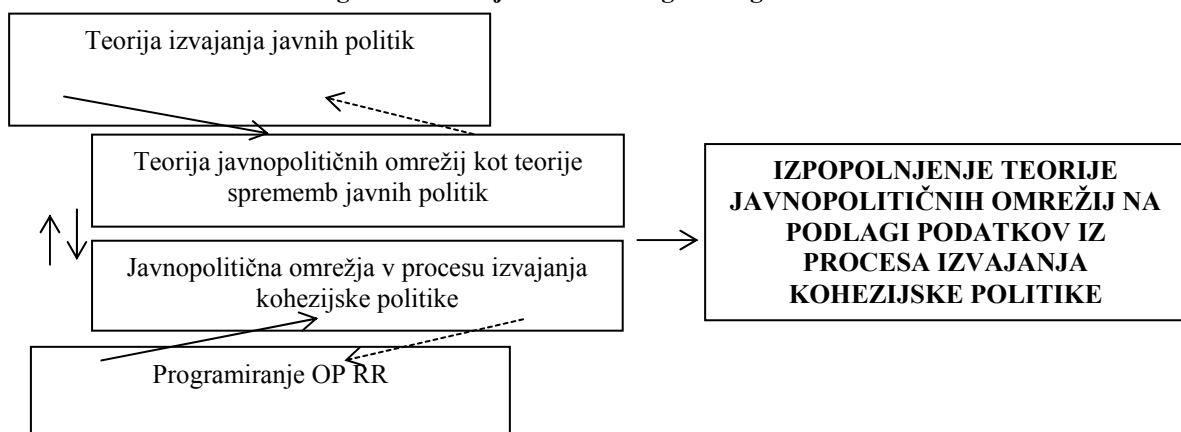 Teorija izvajanja javnih politik
Teorija javnopolitičnih omrežij kot teorije
sprememb javnih politik
Javnopolitična omrežja v procesu izvajanja
kohezijske politike
Programiranje OP RR
IZPOPOLNJENJE TEORIJE
JAVNOPOLITIČNIH OMREŽIJ NA
PODLAGI PODATKOV IZ
PROCESA IZVAJANJA
KOHEZIJSKE POLITIKE